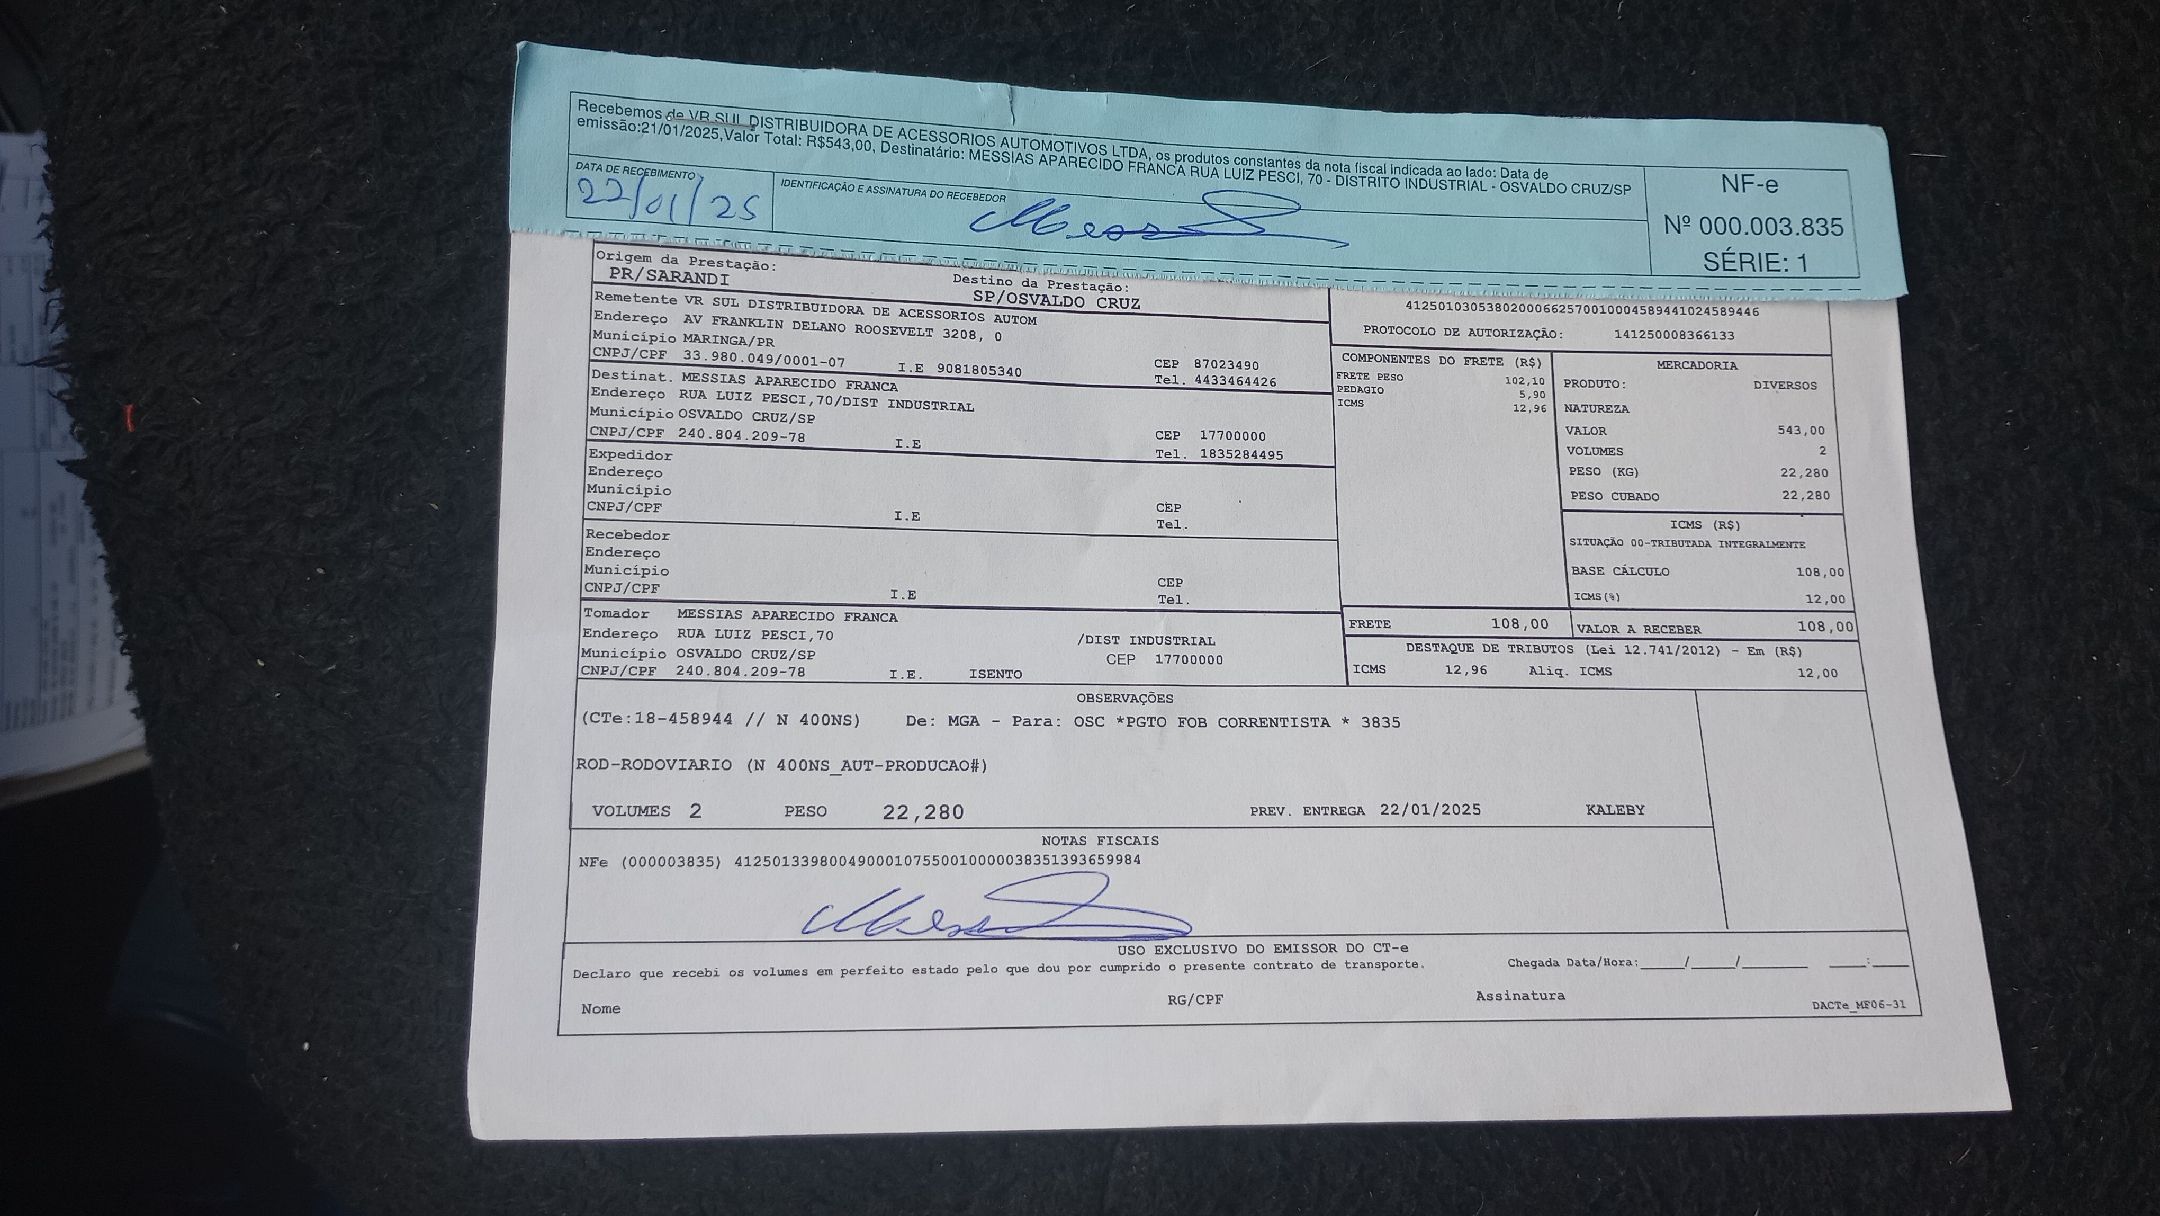 Recebemos de VR SUL DISTRIBUIDORA DE ACESSORIOS AUTOMOTIVOS LTDA, os produtos constantes da nota fiscal indicada ao lado: Data de
emissão:21/01/2025,Valor Total: R$543,00, Destinatário: MESSIAS APARECIDO FRANCA RUA LUIZ PESCI, 70 - DISTRITO INDUSTRIAL - OSVALDO CRUZ/SP
DATA DE RECEBIMENTO
22/01/25
IDENTIFICAÇÃO E ASSINATURA DO RECEBEDOR
NF-e
Nº 000.003.835
SÉRIE: 1
Origem da Prestação:
PR/SARANDI
Destino da Prestação:
SP/OSVALDO CRUZ
Remetente VR SUL DISTRIBUIDORA DE ACESSORIOS AUTOM
Endereço AV FRANKLIN DELANO ROOSEVELT 3208, 0
Município MARINGA/PR CEP 87023490
CNPJ/CPF 33.980.049/0001-07 I.E 9081805340 Tel. 4433464426
Destinat. MESSIAS APARECIDO FRANCA
Endereço RUA LUIZ PESCI,70/DIST INDUSTRIAL
Município OSVALDO CRUZ/SP CEP 17700000
CNPJ/CPF 240.804.209-78 I.E Tel. 1835284495
Expedidor
Endereço
Município CEP
CNPJ/CPF I.E Tel.
Recebedor
Endereço
Município CEP
CNPJ/CPF I.E Tel.
Tomador MESSIAS APARECIDO FRANCA
Endereço RUA LUIZ PESCI,70 /DIST INDUSTRIAL
Município OSVALDO CRUZ/SP CEP 17700000
CNPJ/CPF 240.804.209-78 I.E. ISENTO
41250103053802000662570010004589441024589446
PROTOCOLO DE AUTORIZAÇÃO: 141250008366133
COMPONENTES DO FRETE (R$)
FRETE PESO 102,10
PEDAGIO 5,90
ICMS 12,96
MERCADORIA
PRODUTO: DIVERSOS
NATUREZA
VALOR 543,00
VOLUMES 2
PESO (KG) 22,280
PESO CUBADO 22,280
ICMS (R$)
SITUAÇÃO 00-TRIBUTADA INTEGRALMENTE
BASE CÁLCULO 108,00
ICMS(%) 12,00
FRETE 108,00 VALOR A RECEBER 108,00
DESTAQUE DE TRIBUTOS (Lei 12.741/2012) - Em (R$)
ICMS 12,96 Aliq. ICMS 12,00
OBSERVAÇÕES
(CTe:18-458944 // N 400NS) De: MGA - Para: OSC *PGTO FOB CORRENTISTA * 3835
ROD-RODOVIARIO (N 400NS_AUT-PRODUCAO#)
VOLUMES 2 PESO 22,280 PREV. ENTREGA 22/01/2025 KALEBY
NOTAS FISCAIS
NFe (000003835) 41250133980049000107550010000038351393659984
USO EXCLUSIVO DO EMISSOR DO CT-e
Declaro que recebi os volumes em perfeito estado pelo que dou por cumprido o presente contrato de transporte. Chegada Data/Hora:____/____/______ ___:___
Nome RG/CPF Assinatura
DACTe_MF06-31